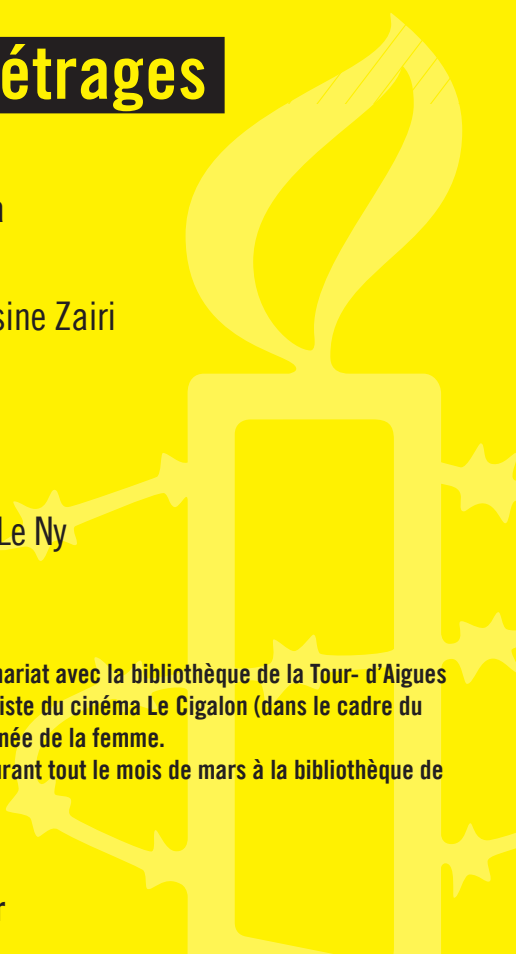 étrages
a
sine Zairi
Le Ny
nariat avec la bibliothèque de la Tour- d’Aigues
iste du cinéma Le Cigalon (dans le cadre du
née de la femme.
urant tout le mois de mars à la bibliothèque de
r